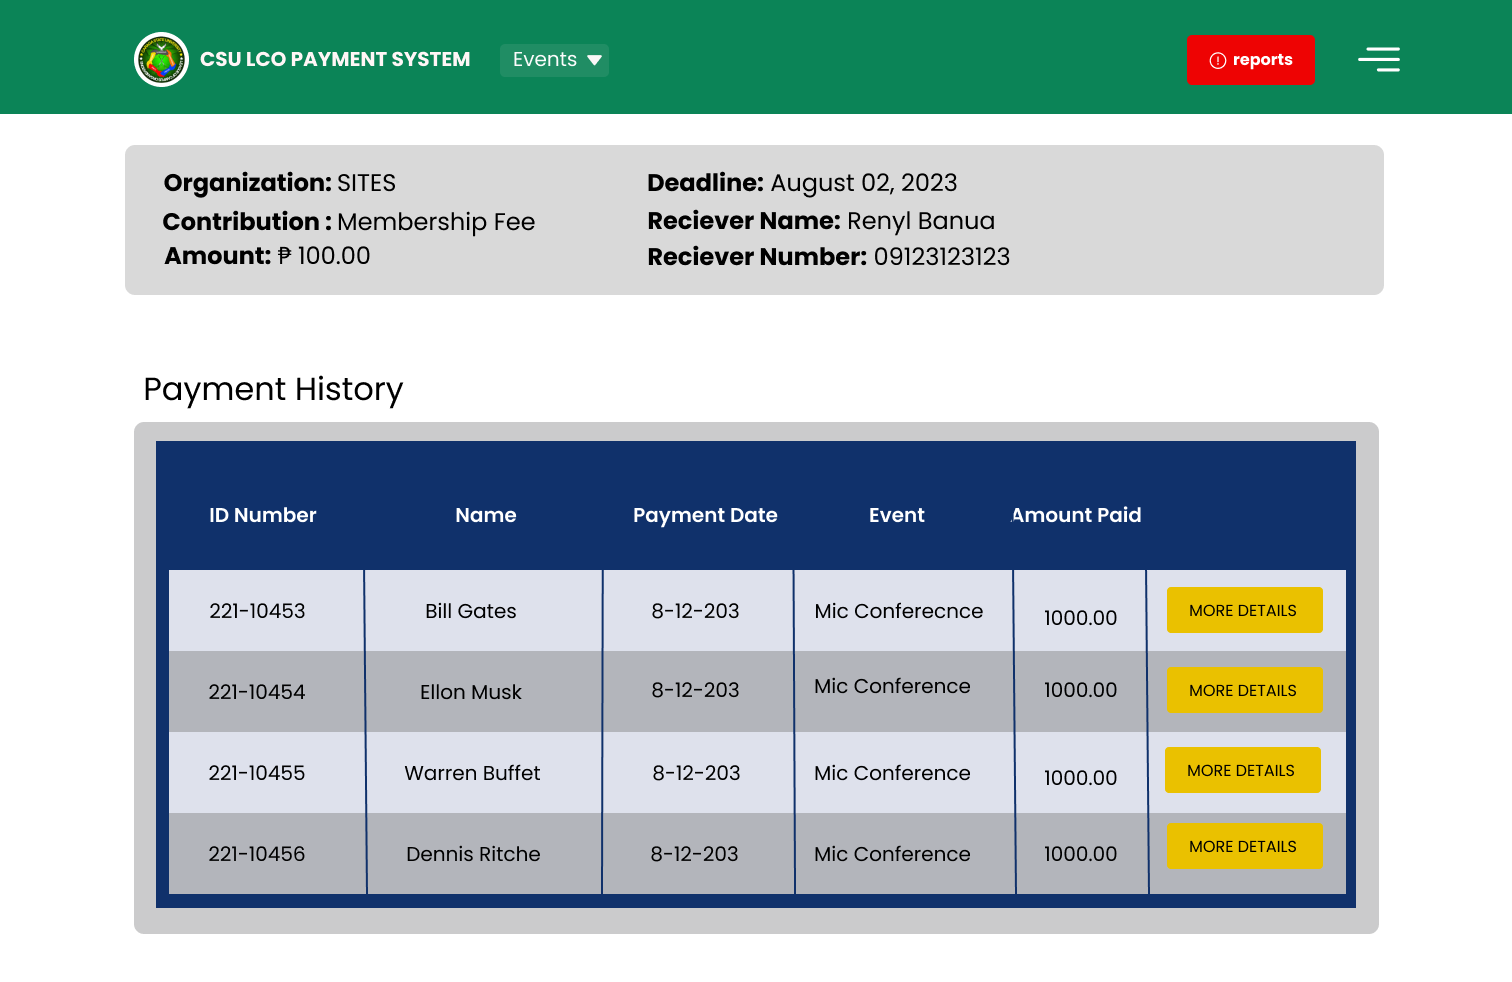 CSU LCO PAYMENT SYSTEM
Events
reports
Organization: SITES
Contribution : Membership Fee
Amount: ₱ 100.00
Deadline: August 02, 2023
Reciever Name: Renyl Banua
Reciever Number: 09123123123
Payment History
ID Number Name Payment Date Event Amount Paid
221-10453 Bill Gates 8-12-203 Mic Conferecnce 1000.00 MORE DETAILS
221-10454 Ellon Musk 8-12-203 Mic Conference 1000.00 MORE DETAILS
221-10455 Warren Buffet 8-12-203 Mic Conference 1000.00 MORE DETAILS
221-10456 Dennis Ritche 8-12-203 Mic Conference 1000.00 MORE DETAILS